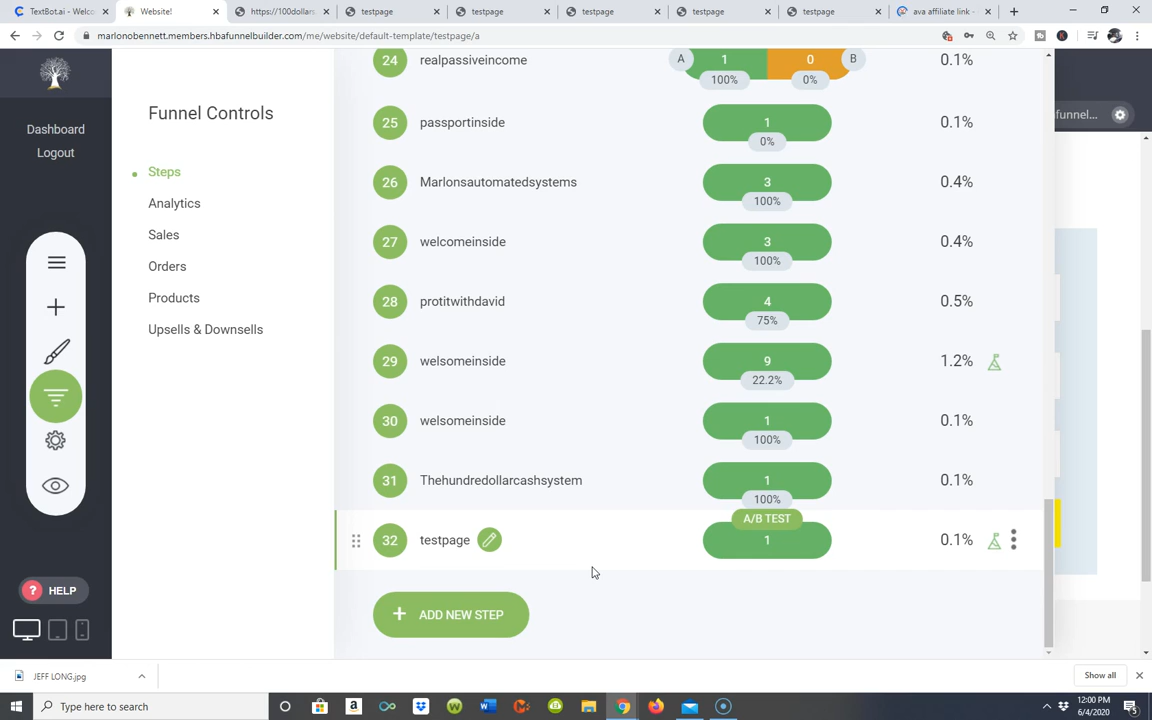 TextBot.ai - Welco
Website!
https://100dollars
testpage
testpage
testpage
testpage
testpage
ava affiliate link -
marlonobennett.members.hbafunnelbuilder.com/me/website/default-template/testpage/a
Dashboard
Logout
HELP
Funnel Controls
Steps
Analytics
Sales
Orders
Products
Upsells & Downsells
24 realpassiveincome A 1 0 B 0.1%
100% 0%
25 passportinside 1 0.1%
0%
26 Marlonsautomatedsystems 3 0.4%
100%
27 welcomeinside 3 0.4%
100%
28 protitwithdavid 4 0.5%
75%
29 welsomeinside 9 1.2%
22.2%
30 welsomeinside 1 0.1%
100%
31 Thehundredollarcashsystem 1 0.1%
100%
A/B TEST
32 testpage 1 0.1%
+ ADD NEW STEP
funnel...
JEFF LONG.jpg
Show all
Type here to search
12:00 PM
6/4/2020
5